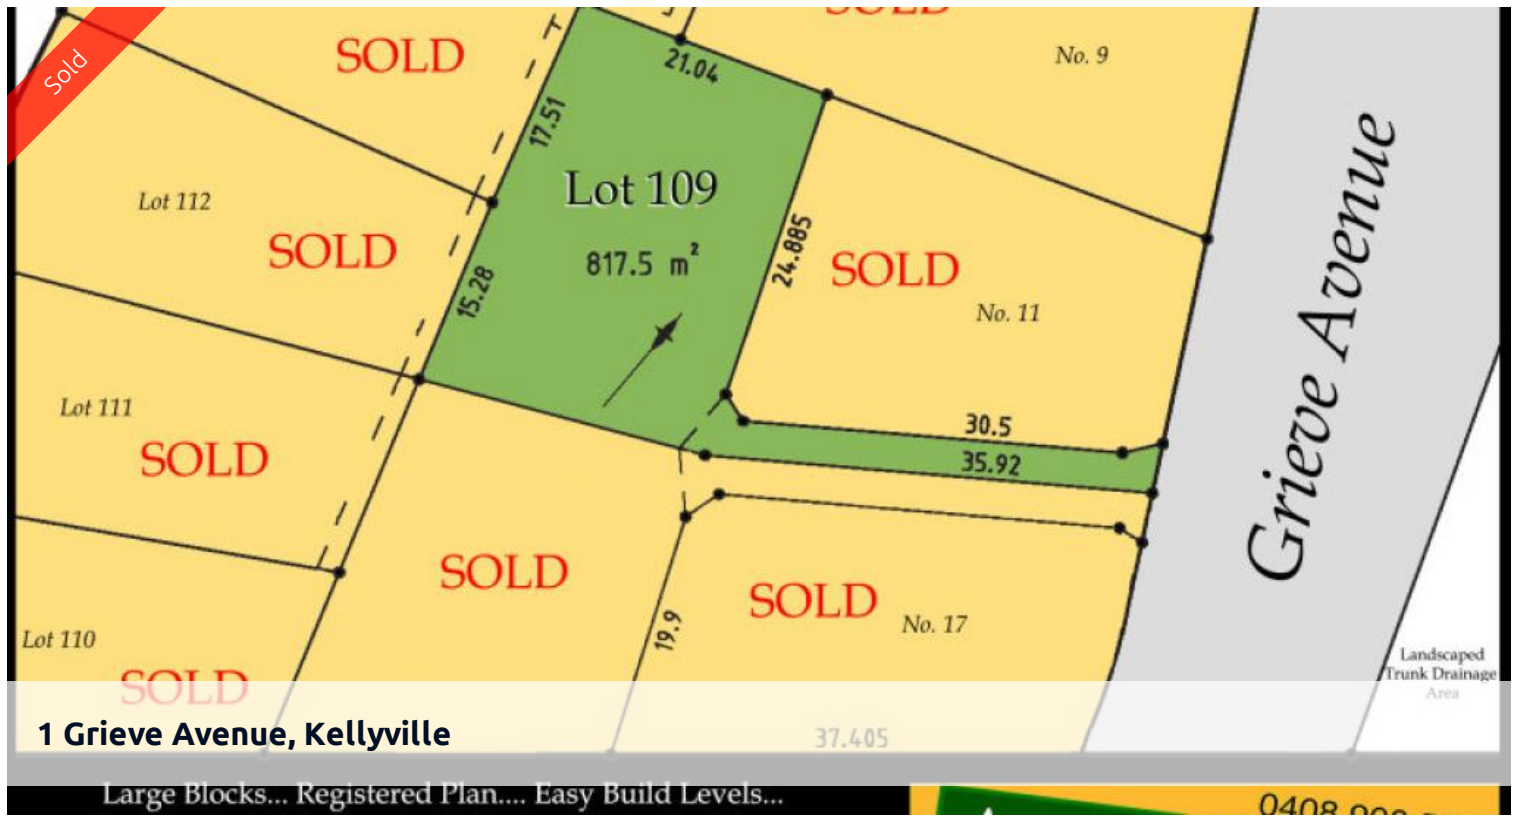 SOLD
No. 9
Sold
SOLD
21.04
17.51
Lot 109
817.5 m²
24.885
15.28
Lot 112
SOLD
SOLD
No. 11
Grieve Avenue
Lot 111
SOLD
30.5
35.92
SOLD
SOLD
No. 17
19.9
Lot 110
SOLD
Landscaped
Trunk Drainage
Area
1 Grieve Avenue, Kellyville
37.405
Large Blocks... Registered Plan.... Easy Build Levels...
0408